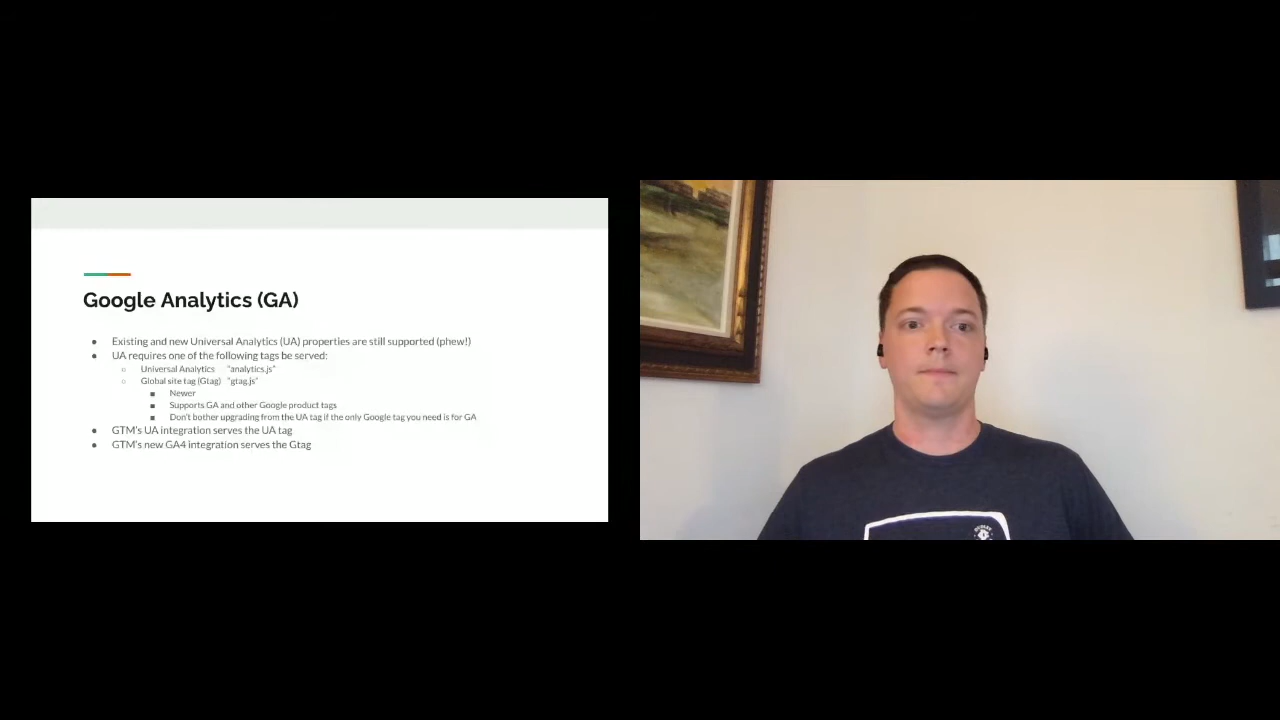 Google Analytics (GA)
● Existing and new Universal Analytics (UA) properties are still supported (phew!)
● UA requires one of the following tags be served:
○ Universal Analytics "analytics.js"
○ Global site tag (Gtag) "gtag.js"
■ Newer
■ Supports GA and other Google product tags
■ Don't bother upgrading from the UA tag if the only Google tag you need is for GA
● GTM's UA integration serves the UA tag
● GTM's new GA4 integration serves the Gtag